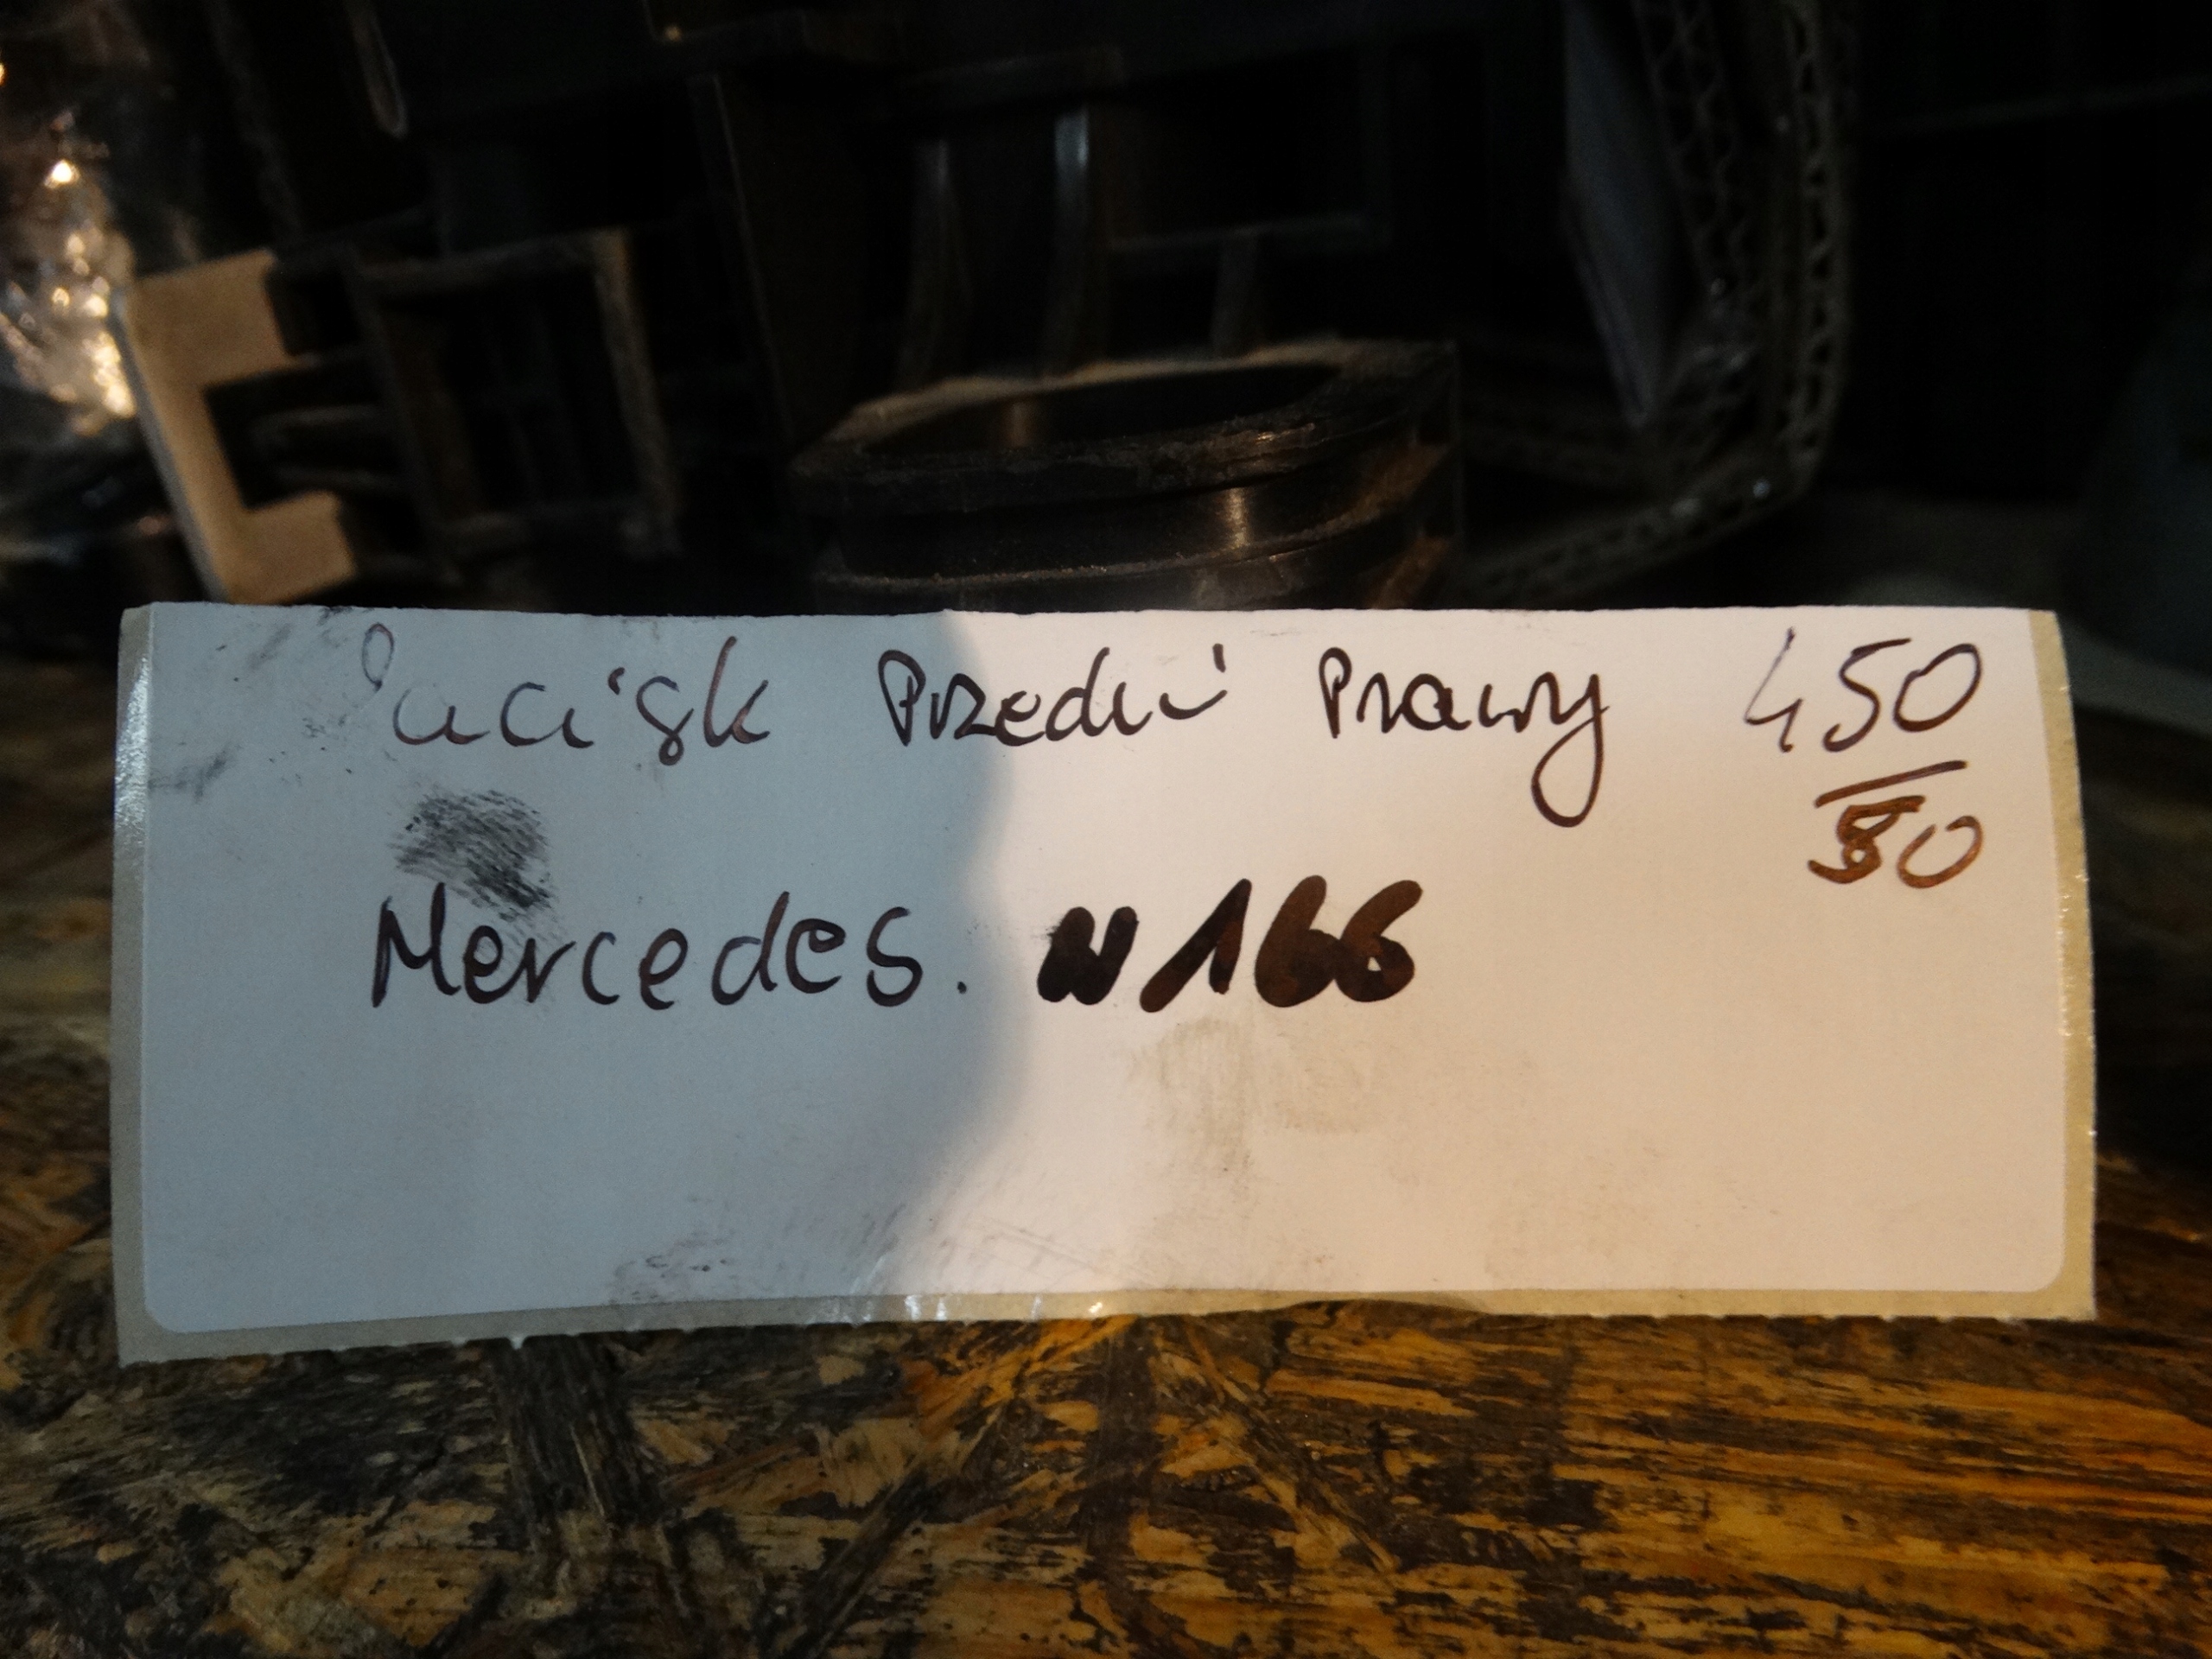 Zacisk Przedni Prawy 450
80
Mercedes. W166